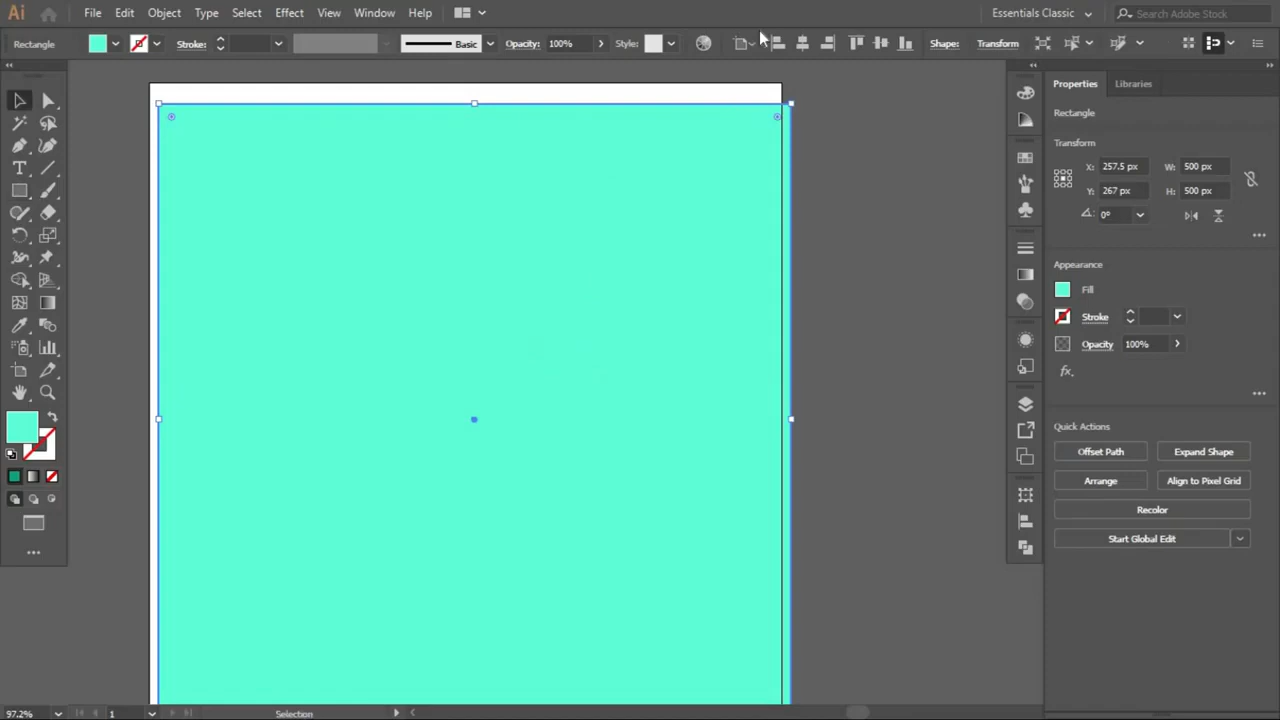 Ai File Edit Object Type Select Effect View Window Help Essentials Classic Search Adobe Stock
Rectangle Stroke: Basic Opacity: 100% Style: Shape: Transform
Properties Libraries
Rectangle
Transform
X: 257.5 px W: 500 px
Y: 267 px H: 500 px
0°
Appearance
Fill
Stroke
Opacity 100%
fx
Quick Actions
Offset Path Expand Shape
Arrange Align to Pixel Grid
Recolor
Start Global Edit
97.2% 1 Selection